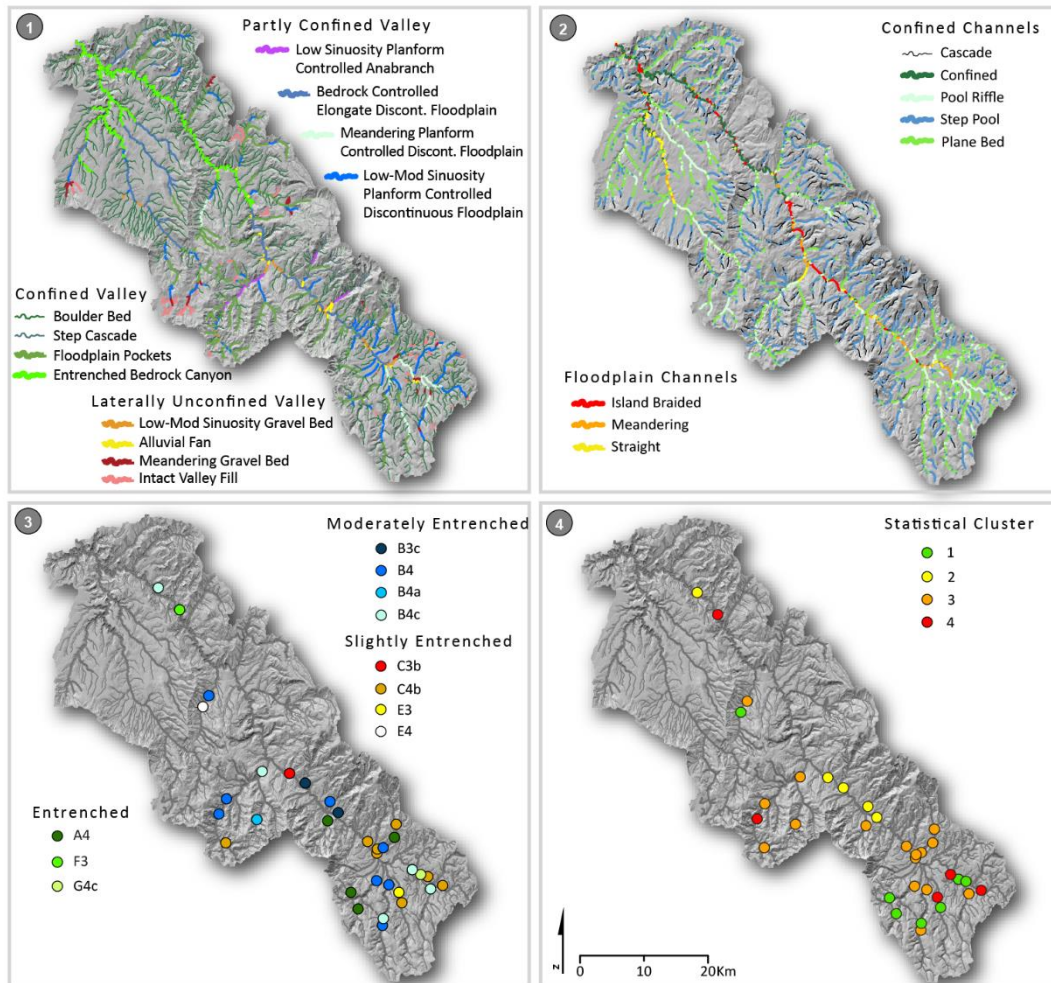 1
Partly Confined Valley
Low Sinuosity Planform
Controlled Anabranch
Bedrock Controlled
Elongate Discont. Floodplain
Meandering Planform
Controlled Discont. Floodplain
Low-Mod Sinuosity
Planform Controlled
Discontinuous Floodplain
Confined Valley
Boulder Bed
Step Cascade
Floodplain Pockets
Entrenched Bedrock Canyon
Laterally Unconfined Valley
Low-Mod Sinuosity Gravel Bed
Alluvial Fan
Meandering Gravel Bed
Intact Valley Fill
2
Confined Channels
Cascade
Confined
Pool Riffle
Step Pool
Plane Bed
Floodplain Channels
Island Braided
Meandering
Straight
3
Moderately Entrenched
B3c
B4
B4a
B4c
Slightly Entrenched
C3b
C4b
E3
E4
Entrenched
A4
F3
G4c
4
Statistical Cluster
1
2
3
4
N
0 10 20Km